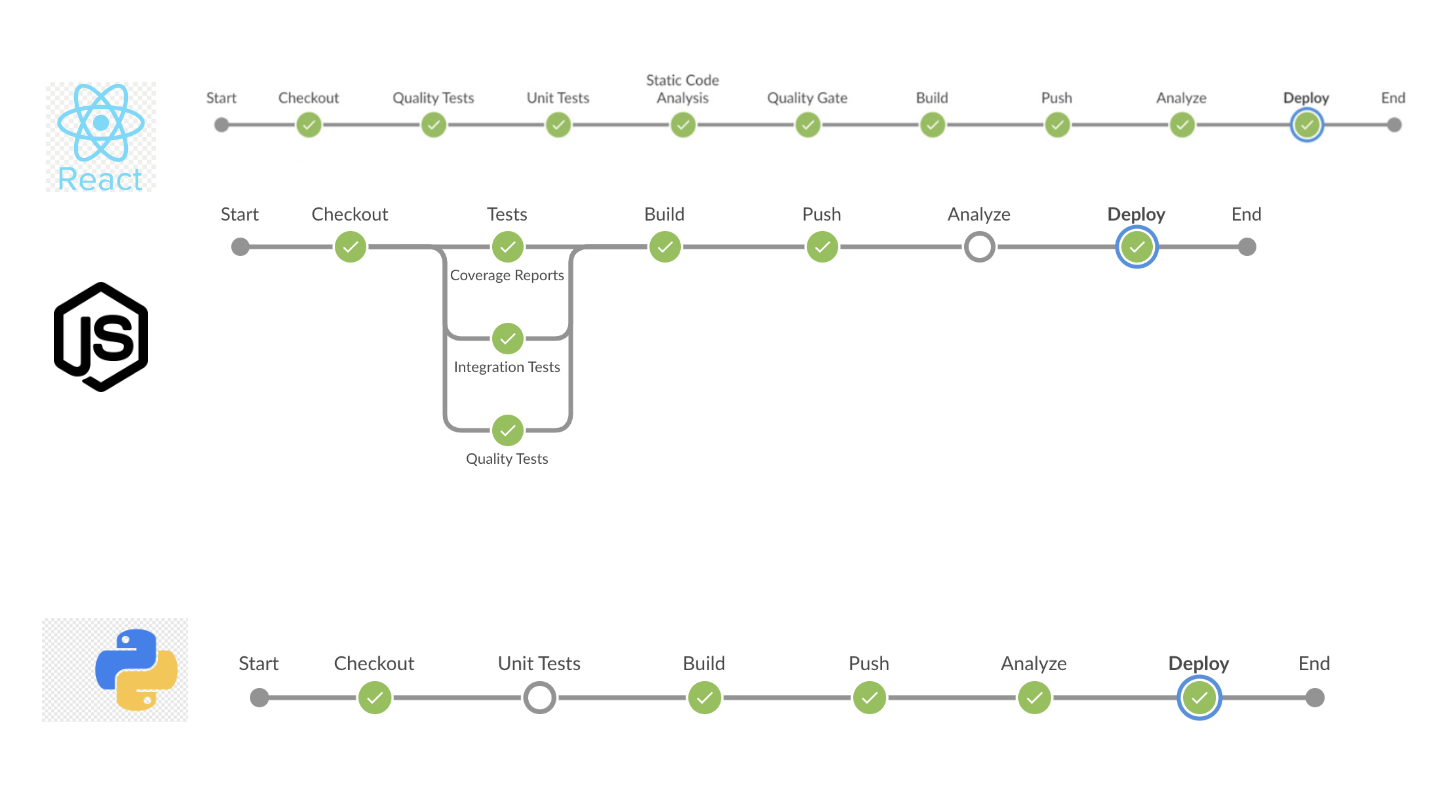 Static Code
Start Checkout Quality Tests Unit Tests Analysis Quality Gate Build Push Analyze Deploy End
React
Start Checkout Tests Build Push Analyze Deploy End
Coverage Reports
JS
Integration Tests
Quality Tests
Start Checkout Unit Tests Build Push Analyze Deploy End